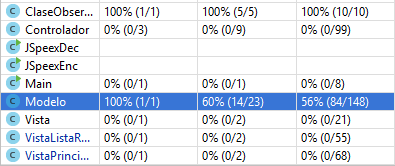 ClaseObser... 100% (1/1) 100% (5/5) 100% (10/10)
Controlador 0% (0/3) 0% (0/9) 0% (0/99)
JSpeexDec
JSpeexEnc
Main 0% (0/1) 0% (0/1) 0% (0/8)
Modelo 100% (1/1) 60% (14/23) 56% (84/148)
Vista 0% (0/1) 0% (0/2) 0% (0/21)
VistaListaR... 0% (0/1) 0% (0/2) 0% (0/55)
VistaPrinci... 0% (0/1) 0% (0/2) 0% (0/68)